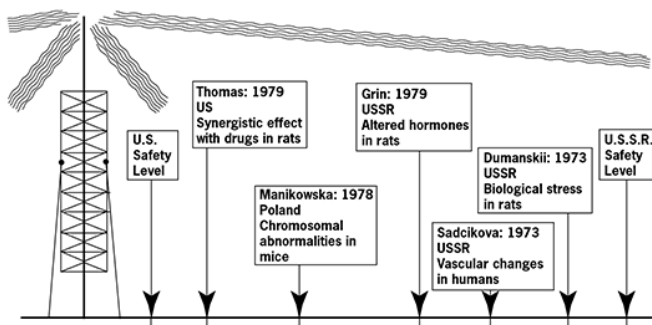 U.S.
Safety
Level
Thomas: 1979
US
Synergistic effect
with drugs in rats
Manikowska: 1978
Poland
Chromosomal
abnormalities in
mice
Grin: 1979
USSR
Altered hormones
in rats
Sadcikova: 1973
USSR
Vascular changes
in humans
Dumanskii: 1973
USSR
Biological stress
in rats
U.S.S.R.
Safety
Level